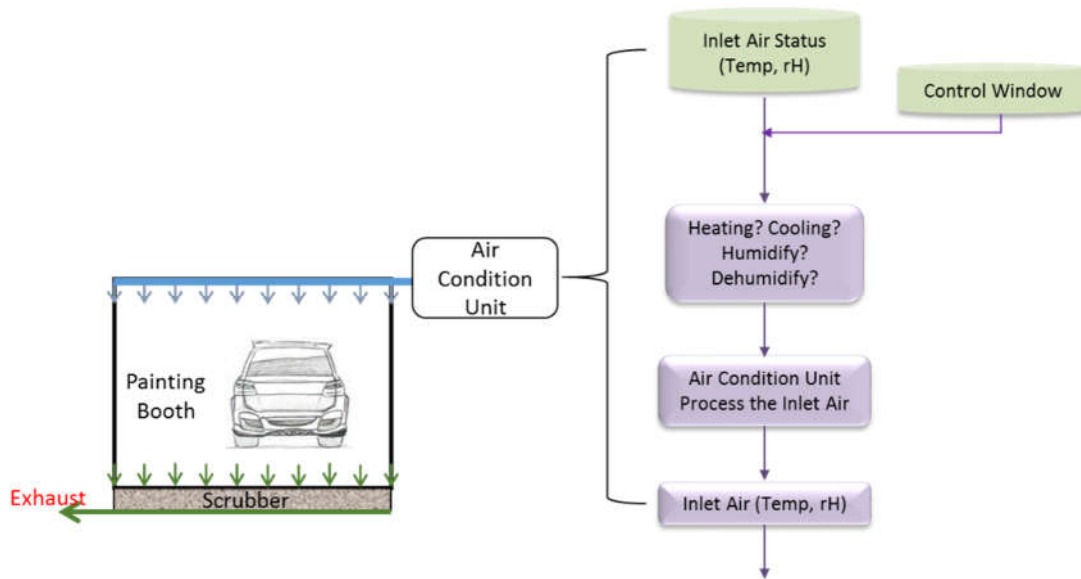 Inlet Air Status
(Temp, rH)
Control Window
Heating? Cooling?
Humidify?
Dehumidify?
Air
Condition
Unit
Painting
Booth
Air Condition Unit
Process the Inlet Air
Exhaust
Scrubber
Inlet Air (Temp, rH)